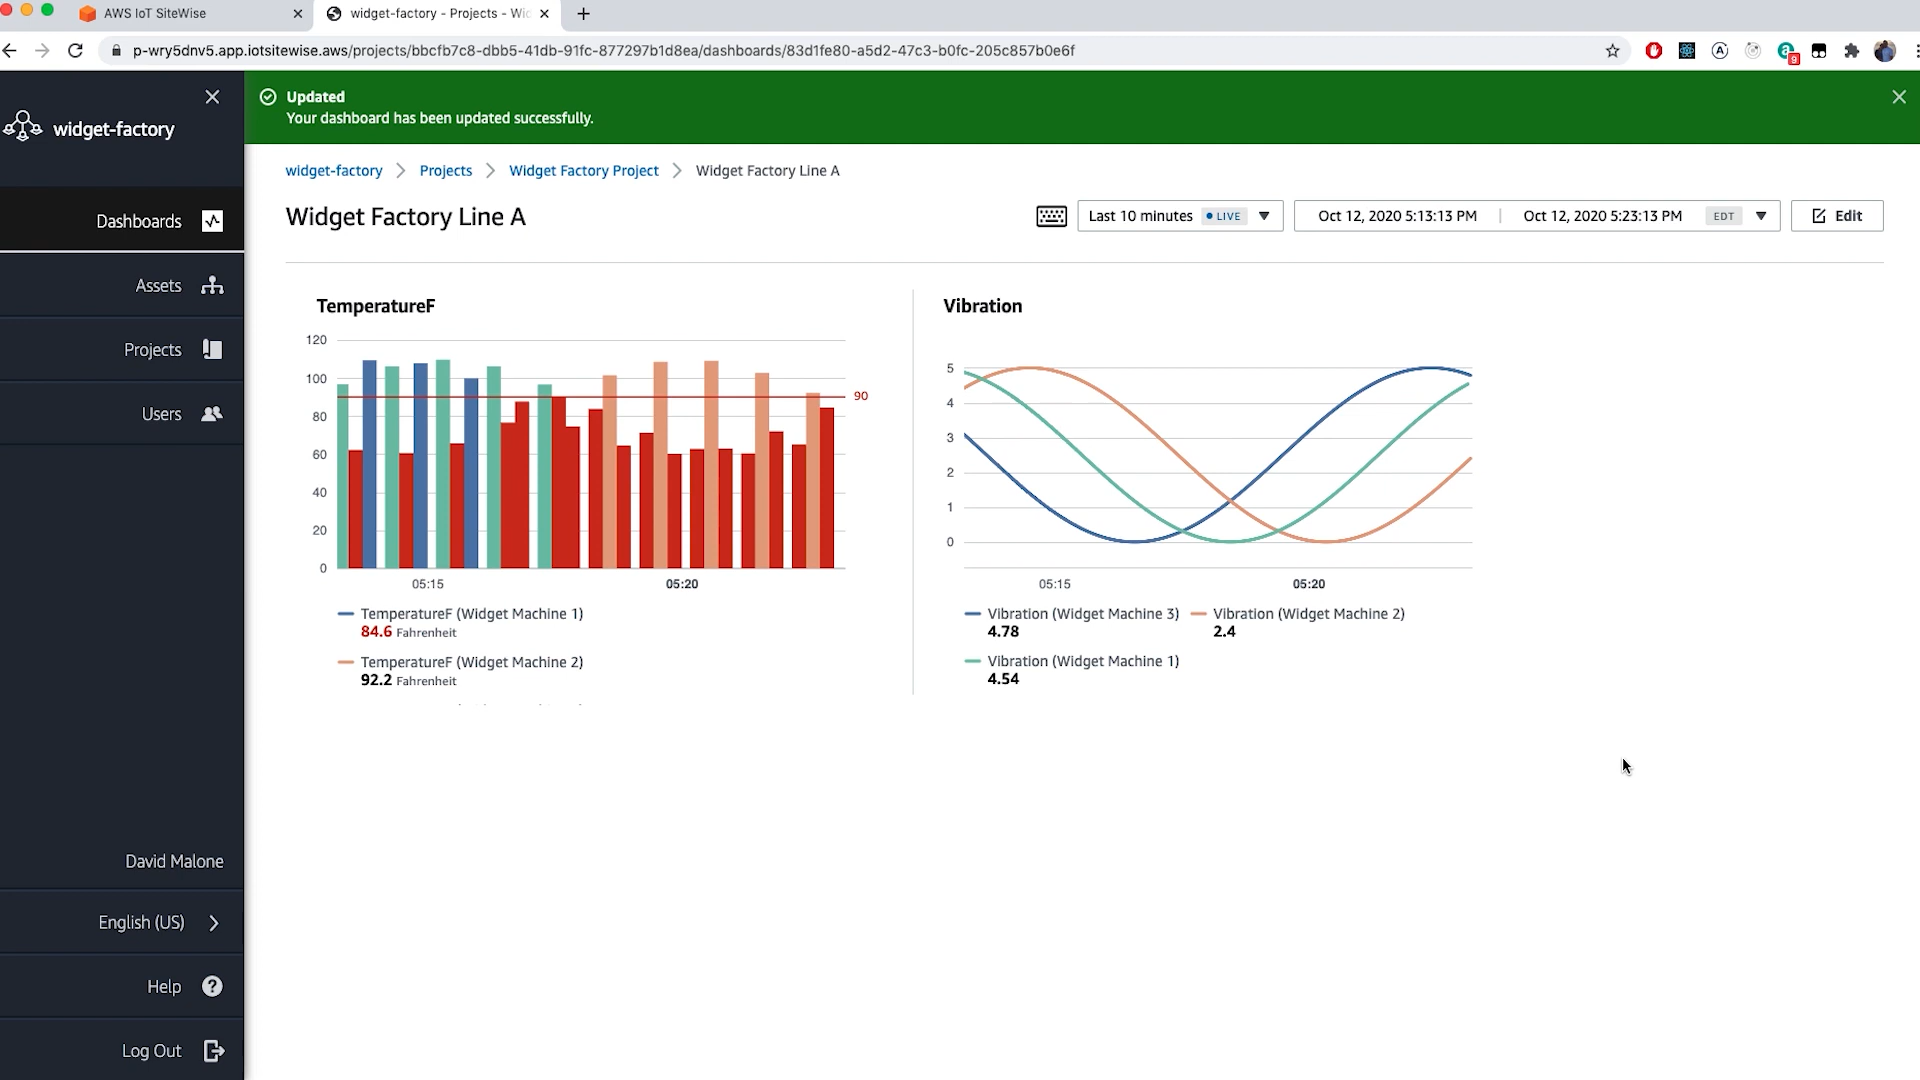 AWS IoT SiteWise
widget-factory - Projects - Wi
p-wry5dnv5.app.iotsitewise.aws/projects/bbcfb7c8-dbb5-41db-91fc-877297b1d8ea/dashboards/83d1fe80-a5d2-47c3-b0fc-205c857b0e6f
A
a
9
widget-factory
Updated
Your dashboard has been updated successfully.
Dashboards
Assets
Projects
Users
David Malone
English (US)
Help
Log Out
widget-factory > Projects > Widget Factory Project > Widget Factory Line A
Widget Factory Line A
Last 10 minutes LIVE
Oct 12, 2020 5:13:13 PM | Oct 12, 2020 5:23:13 PM EDT
Edit
TemperatureF
120
100
80
60
40
20
0
90
05:15 05:20
TemperatureF (Widget Machine 1)
84.6 Fahrenheit
TemperatureF (Widget Machine 2)
92.2 Fahrenheit
Vibration
5
4
3
2
1
0
05:15 05:20
Vibration (Widget Machine 3) Vibration (Widget Machine 2)
4.78 2.4
Vibration (Widget Machine 1)
4.54